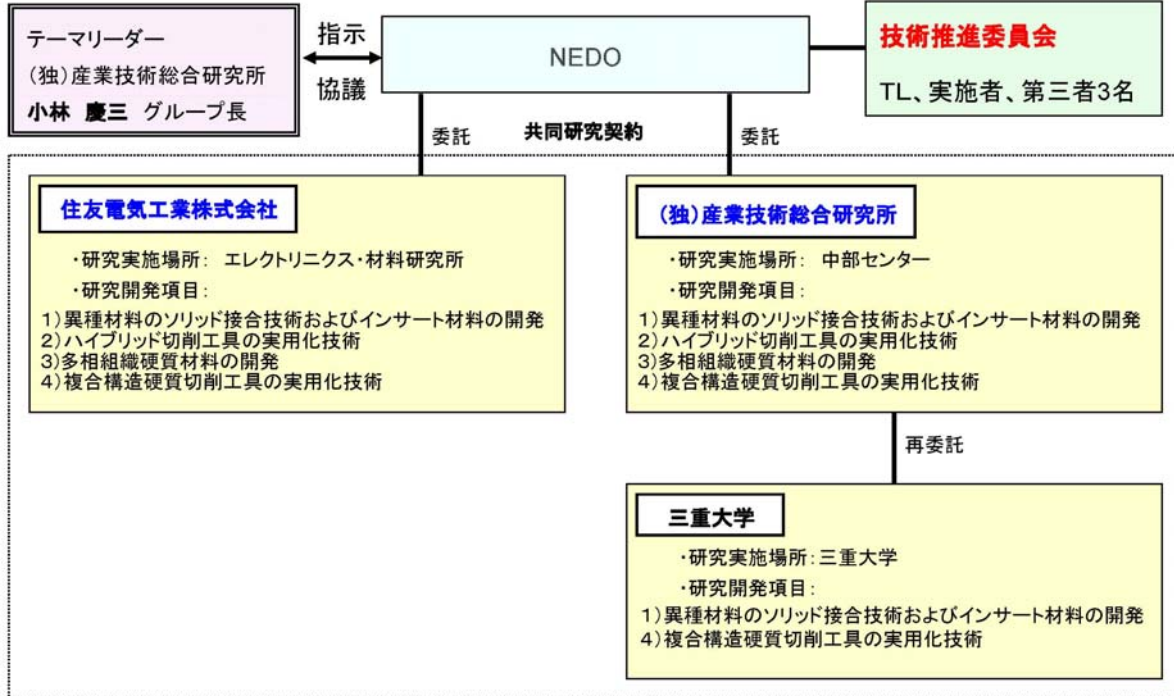 テーマリーダー
(独)産業技術総合研究所
小林 慶三 グループ長
指示
協議
NEDO
技術推進委員会
TL、実施者、第三者3名
委託
共同研究契約
委託
住友電気工業株式会社
・研究実施場所: エレクトリニクス・材料研究所
・研究開発項目:
1)異種材料のソリッド接合技術およびインサート材料の開発
2)ハイブリッド切削工具の実用化技術
3)多相組織硬質材料の開発
4)複合構造硬質切削工具の実用化技術
(独)産業技術総合研究所
・研究実施場所: 中部センター
・研究開発項目:
1)異種材料のソリッド接合技術およびインサート材料の開発
2)ハイブリッド切削工具の実用化技術
3)多相組織硬質材料の開発
4)複合構造硬質切削工具の実用化技術
再委託
三重大学
・研究実施場所:三重大学
・研究開発項目:
1)異種材料のソリッド接合技術およびインサート材料の開発
4)複合構造硬質切削工具の実用化技術